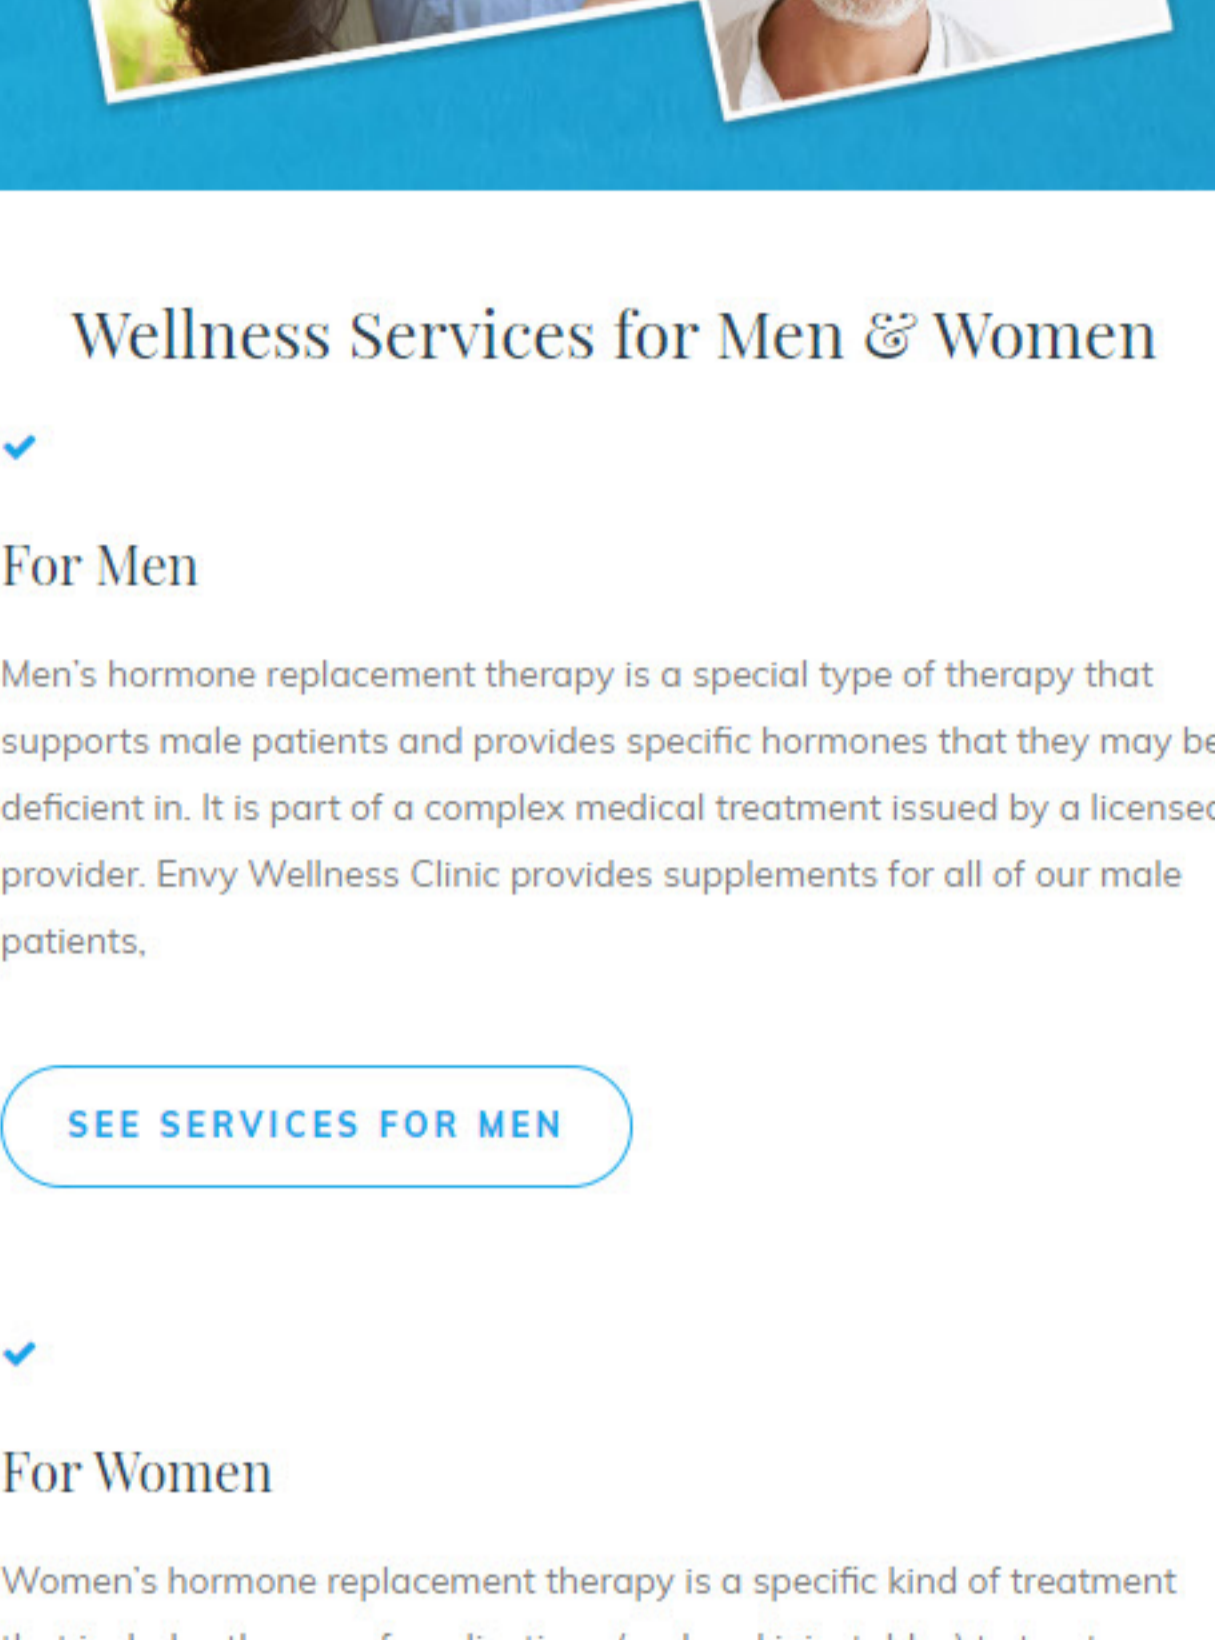 Wellness Services for Men & Women
For Men
Men's hormone replacement therapy is a special type of therapy that
supports male patients and provides specific hormones that they may be
deficient in. It is part of a complex medical treatment issued by a licensed
provider. Envy Wellness Clinic provides supplements for all of our male
patients,
SEE SERVICES FOR MEN
For Women
Women's hormone replacement therapy is a specific kind of treatment